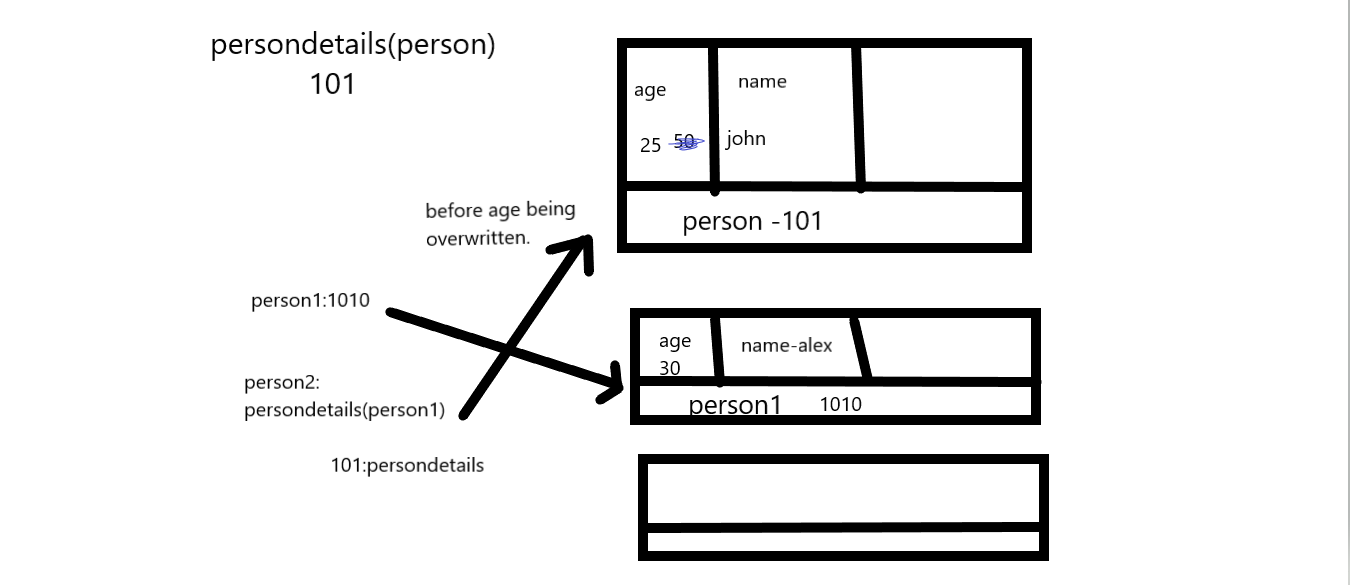 persondetails(person)
101
age
name
25 50
john
person -101
before age being
overwritten.
person1:1010
age
30
name-alex
person1 1010
person2:
persondetails(person1)
101:persondetails